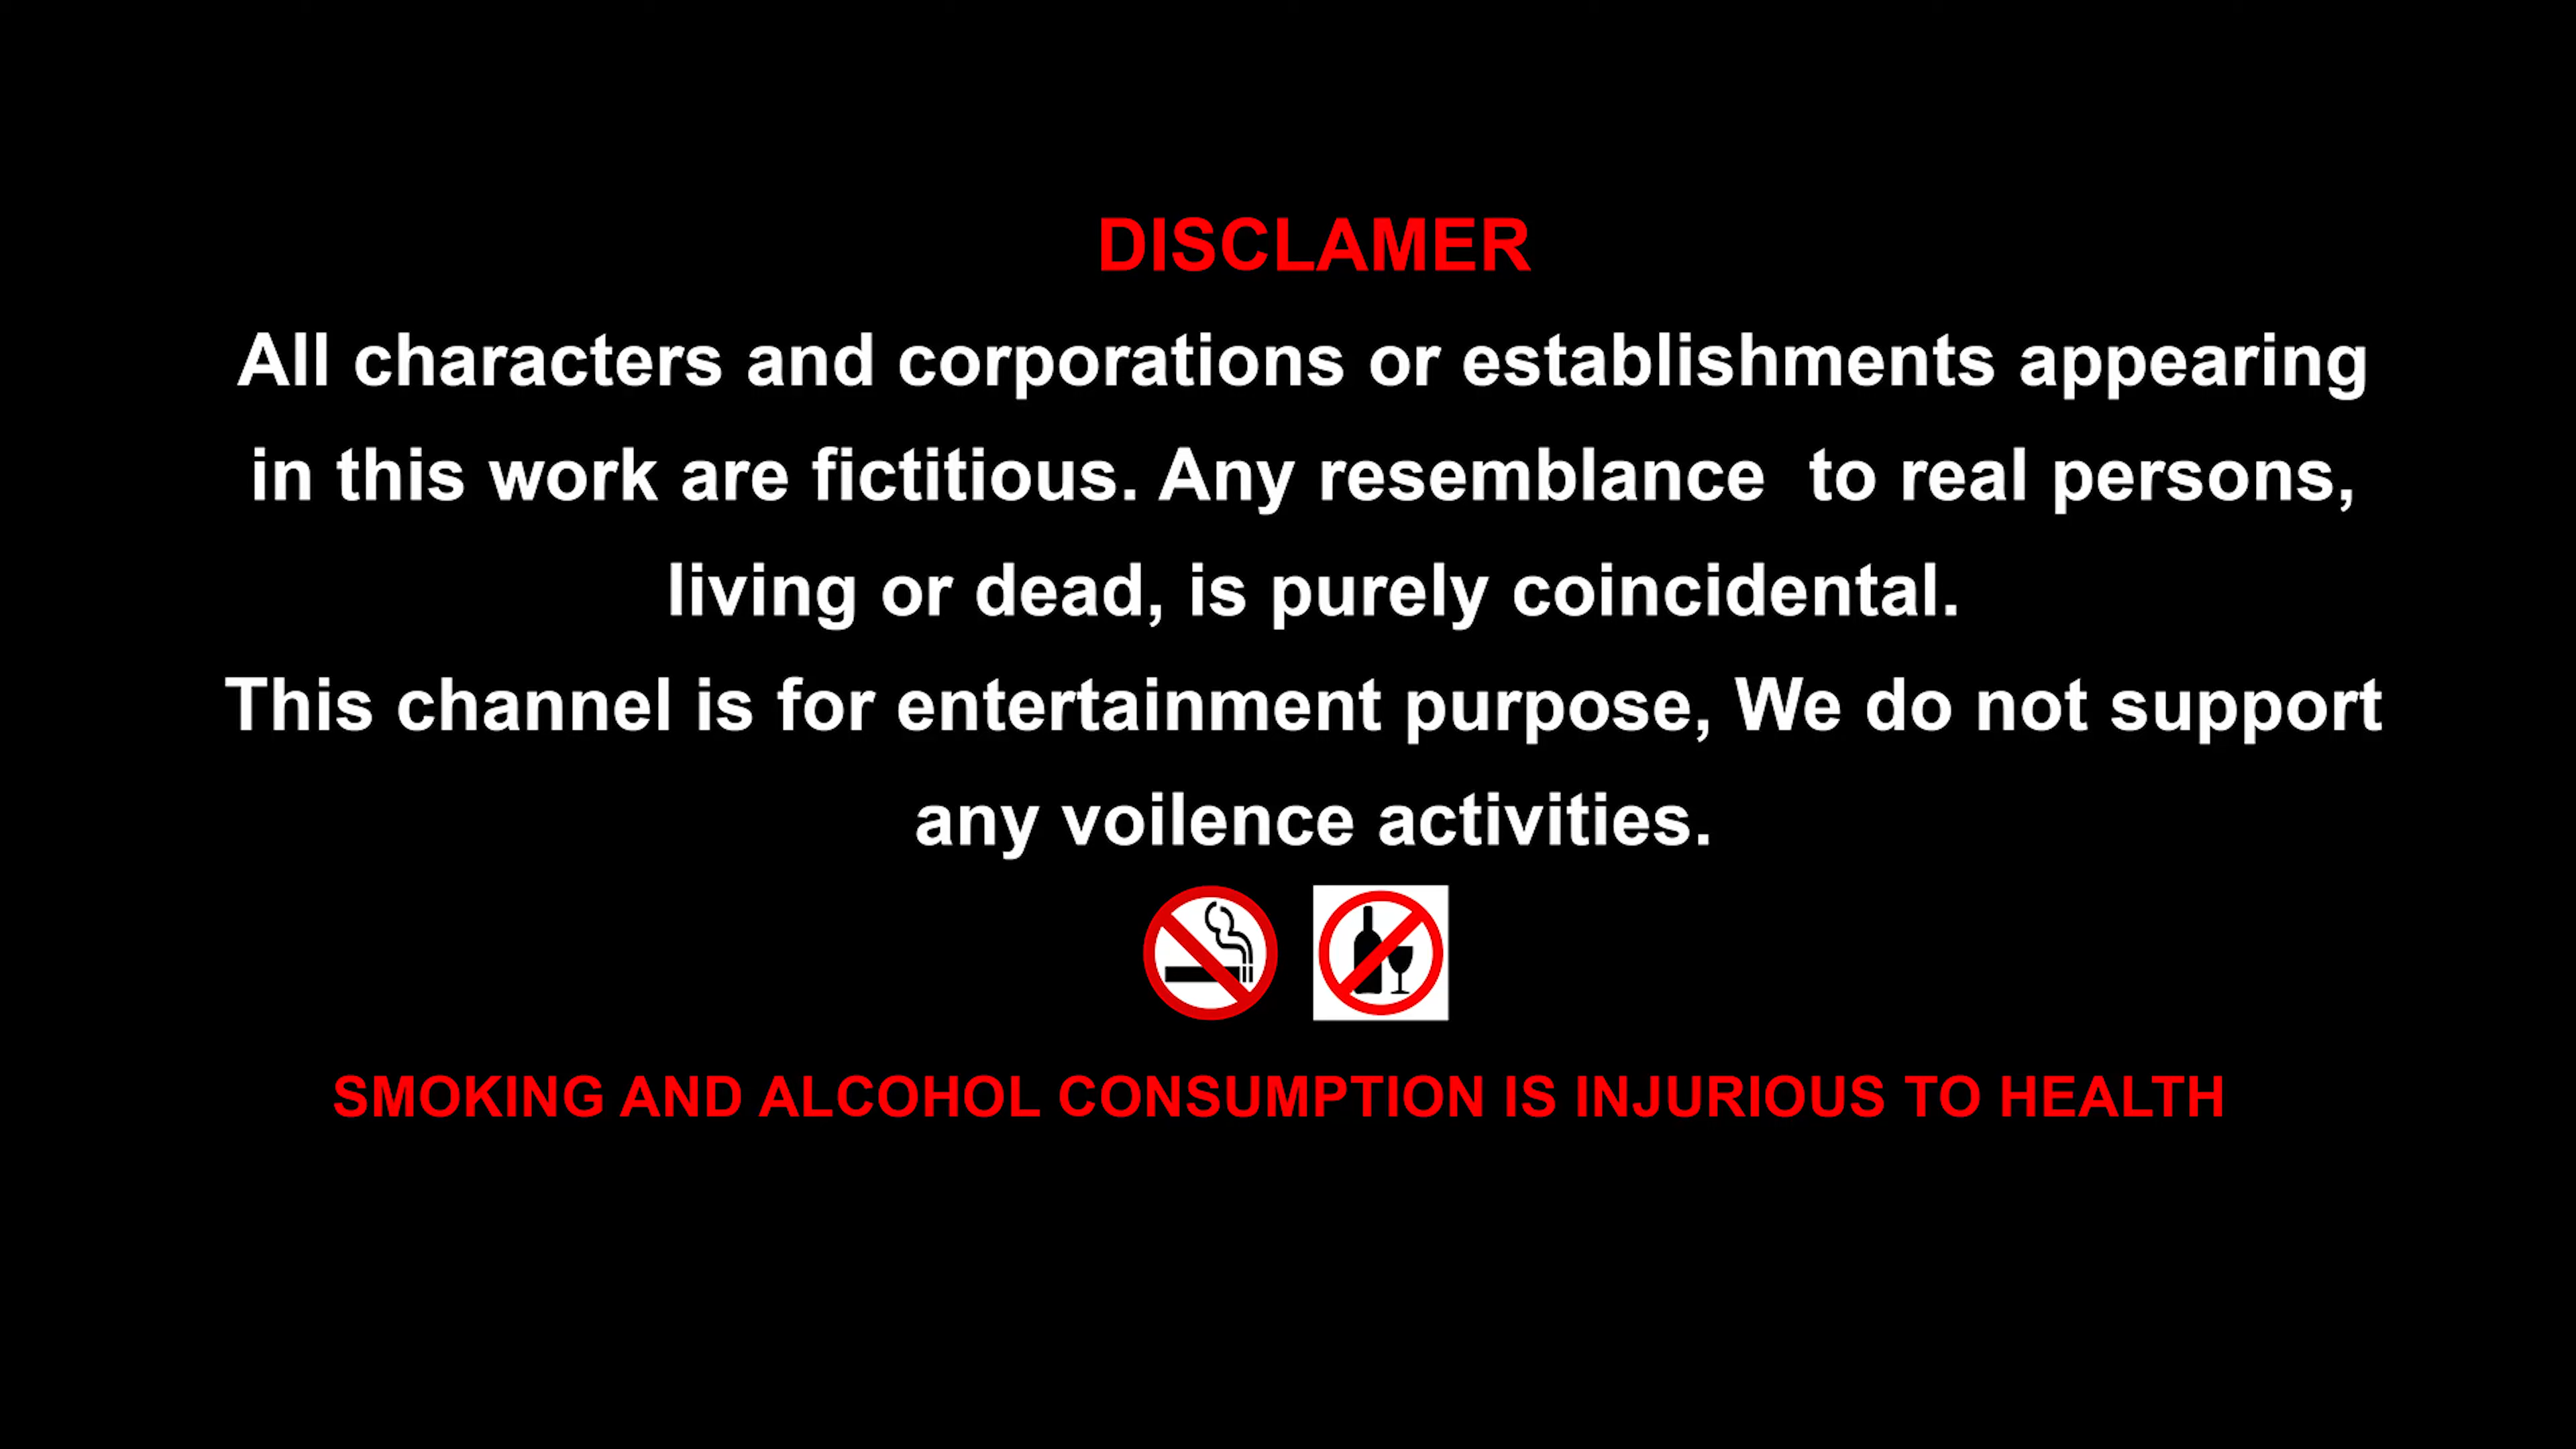 DISCLAMER
All characters and corporations or establishments appearing
in this work are fictitious. Any resemblance  to real persons,
living or dead, is purely coincidental.
This channel is for entertainment purpose, We do not support
any voilence activities.
SMOKING AND ALCOHOL CONSUMPTION IS INJURIOUS TO HEALTH